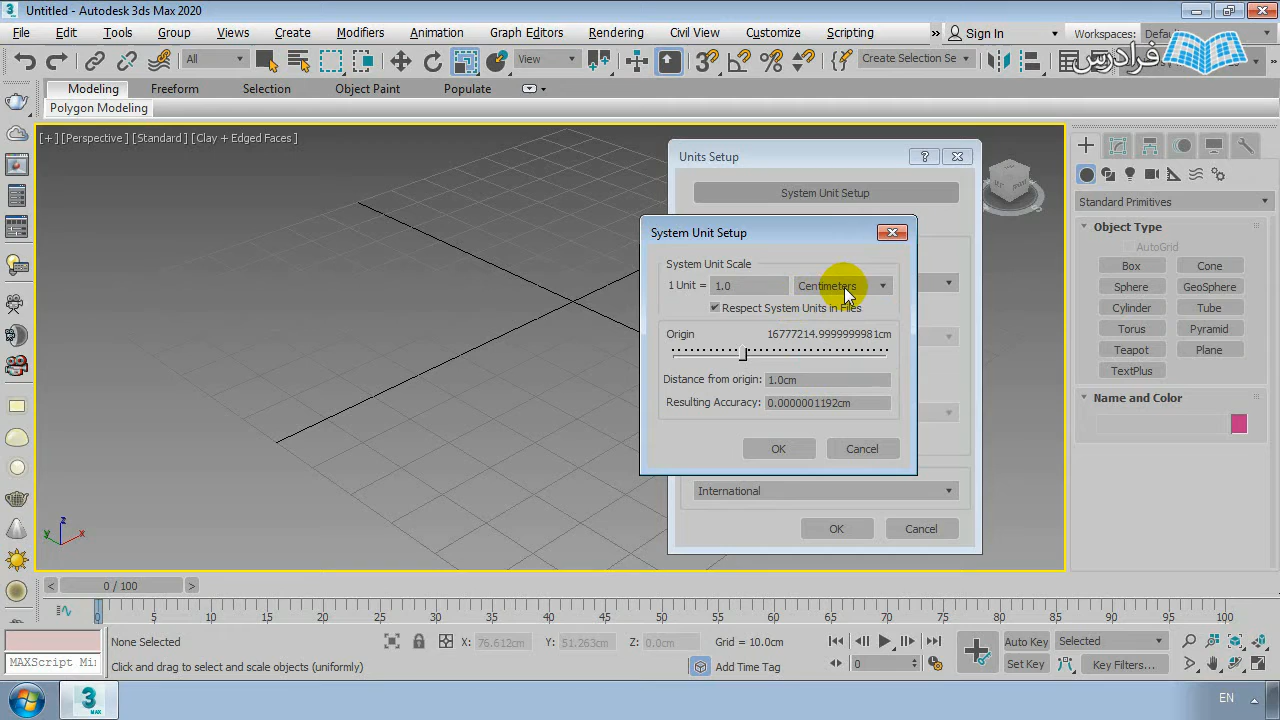 Untitled - Autodesk 3ds Max 2020
File Edit Tools Group Views Create Modifiers Animation Graph Editors Rendering Civil View Customize Scripting » Sign In Workspaces: Defa
All View Create Selection Se
فرادرس
Modeling Freeform Selection Object Paint Populate
Polygon Modeling
[+] [Perspective] [Standard] [Clay + Edged Faces]
Units Setup
System Unit Setup
System Unit Setup
System Unit Scale
1 Unit = 1.0 Centimeters
Respect System Units in Files
Origin 16777214.9999999981cm
Distance from origin: 1.0cm
Resulting Accuracy: 0.0000001192cm
OK Cancel
International
OK Cancel
Standard Primitives
Object Type
AutoGrid
Box Cone
Sphere GeoSphere
Cylinder Tube
Torus Pyramid
Teapot Plane
TextPlus
Name and Color
z
y x
< 0 / 100 >
0 5 10 15 20 25 30 35 40 45 50 55 60 65 70 75 80 85 90 95 100
None Selected X: 76.612cm Y: 51.263cm Z: 0.0cm Grid = 10.0cm Auto Key Selected
MAXScript Min Click and drag to select and scale objects (uniformly) Add Time Tag 0 Set Key Key Filters...
3 MAX
EN